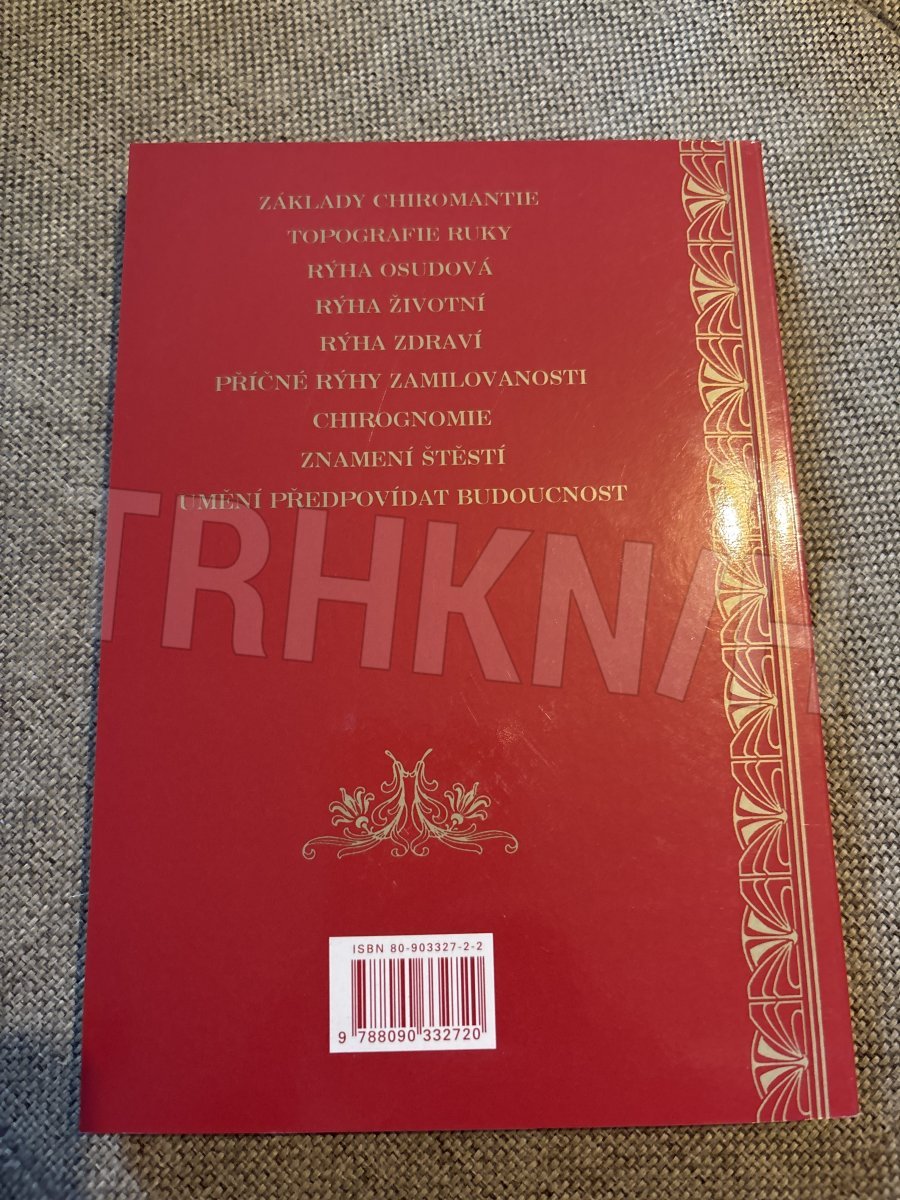 ZÁKLADY CHIROMANTIE
TOPOGRAFIE RUKY
RÝHA OSUDOVÁ
RÝHA ŽIVOTNÍ
RÝHA ZDRAVÍ
PŘÍČNÉ RÝHY ZAMILOVANOSTI
CHIROGNOMIE
ZNAMENÍ ŠTĚSTÍ
UMĚNÍ PŘEDPOVÍDAT BUDOUCNOST
TRHKN
ISBN 80-903327-2-2
9 788090 332720